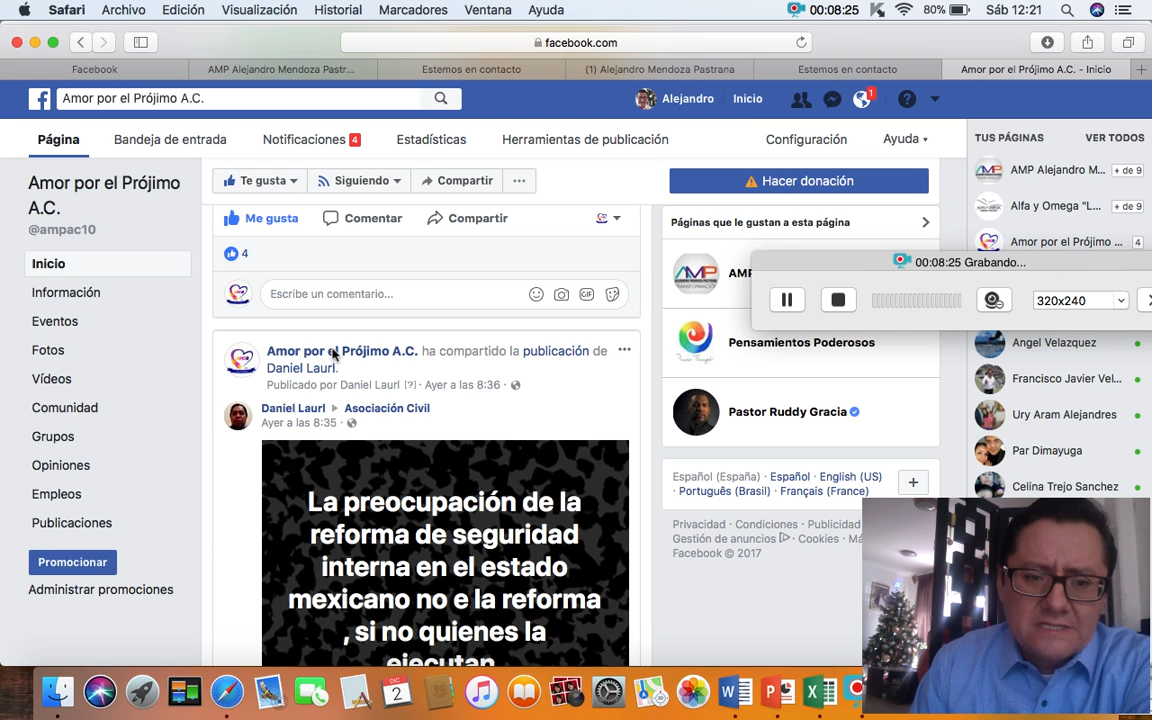 Safari Archivo Edición Visualización Historial Marcadores Ventana Ayuda 00:08:25 80% Sáb 12:21
facebook.com
Facebook AMP Alejandro Mendoza Pastr... Estemos en contacto (1) Alejandro Mendoza Pastrana Estemos en contacto Amor por el Prójimo A.C. - Inicio
Amor por el Prójimo A.C. Alejandro Inicio 1
Página Bandeja de entrada Notificaciones 4 Estadísticas Herramientas de publicación Configuración Ayuda
Amor por el Prójimo
A.C.
@ampac10
Inicio
Información
Eventos
Fotos
Vídeos
Comunidad
Grupos
Opiniones
Empleos
Publicaciones
Promocionar
Administrar promociones
Te gusta Siguiendo Compartir ...
Me gusta Comentar Compartir
4
Escribe un comentario... GIF
Amor por el Prójimo A.C. ha compartido la publicación de
Daniel Laurl.
Publicado por Daniel Laurl [?] · Ayer a las 8:36 ·
Daniel Laurl Asociación Civil
Ayer a las 8:35 ·
La preocupación de la
reforma de seguridad
interna en el estado
mexicano no e la reforma
, si no quienes la
ejecutan
Hacer donación
Páginas que le gustan a esta página
AMP
Pensamientos Poderosos
Pastor Ruddy Gracia
Español (España) · Español · English (US)
· Português (Brasil) · Français (France)
Privacidad · Condiciones · Publicidad
Gestión de anuncios · Cookies · Má
Facebook © 2017
TUS PÁGINAS VER TODOS
AMP Alejandro M... + de 9
Alfa y Omega "L... + de 9
Amor por el Prójimo ... 4
00:08:25 Grabando...
320x240
Angel Velazquez
Francisco Javier Vel...
Ury Aram Alejandres
Par Dimayuga
Celina Trejo Sanchez
DIC
2